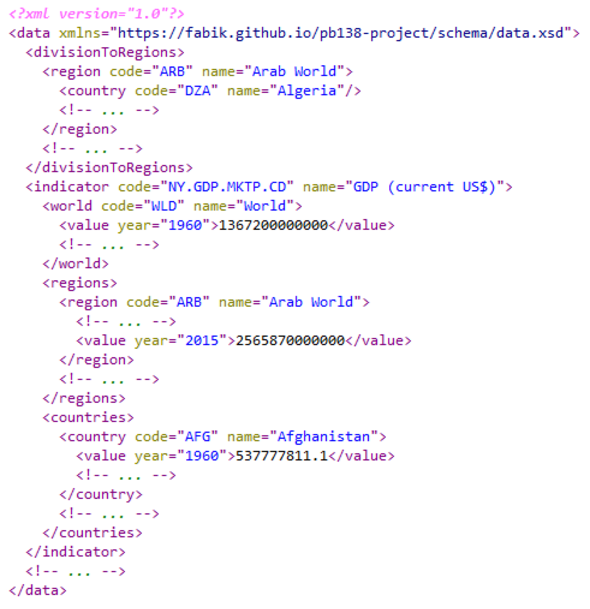 <?xml version="1.0"?>
<data xmlns="https://fabik.github.io/pb138-project/schema/data.xsd">
  <divisionToRegions>
    <region code="ARB" name="Arab World">
      <country code="DZA" name="Algeria"/>
      <!-- ... -->
    </region>
    <!-- ... -->
  </divisionToRegions>
  <indicator code="NY.GDP.MKTP.CD" name="GDP (current US$)">
    <world code="WLD" name="World">
      <value year="1960">1367200000000</value>
      <!-- ... -->
    </world>
    <regions>
      <region code="ARB" name="Arab World">
        <!-- ... -->
        <value year="2015">2565870000000</value>
      </region>
      <!-- ... -->
    </regions>
    <countries>
      <country code="AFG" name="Afghanistan">
        <value year="1960">537777811.1</value>
        <!-- ... -->
      </country>
      <!-- ... -->
    </countries>
  </indicator>
  <!-- ... -->
</data>